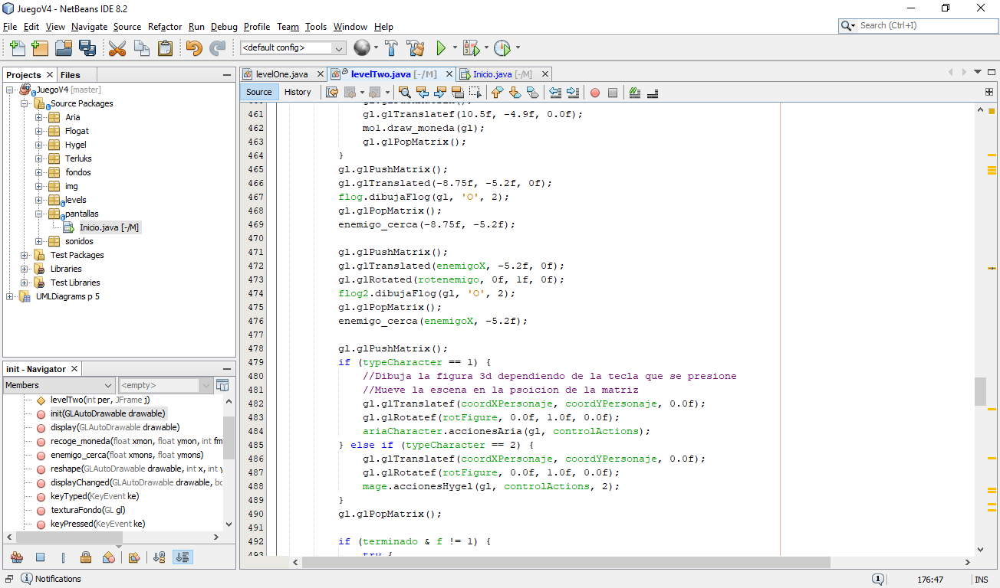 JuegoV4 - NetBeans IDE 8.2
File Edit View Navigate Source Refactor Run Debug Profile Team Tools Window Help
Search (Ctrl+I)
<default config>
Projects
Files
JuegoV4 [master]
Source Packages
Aria
Flogat
Hygel
Terluks
fondos
img
levels
pantallas
Inicio.java [-/M]
sonidos
Test Packages
Libraries
Test Libraries
UMLDiagrams p 5
init - Navigator
Members
<empty>
levelTwo(int per, JFrame j)
init(GLAutoDrawable drawable)
display(GLAutoDrawable drawable)
recoge_moneda(float xmon, float ymon, int fm
enemigo_cerca(float xmons, float ymons)
reshape(GLAutoDrawable drawable, int x, int y
displayChanged(GLAutoDrawable drawable, bo
keyTyped(KeyEvent ke)
texturaFondo(GL gl)
keyPressed(KeyEvent ke)
levelOne.java
levelTwo.java [-/M]
Inicio.java [-/M]
Source
History
461 gl.glTranslatef(10.5f, -4.9f, 0.0f);
462 mol.draw_moneda(gl);
463 gl.glPopMatrix();
464 }
465 gl.glPushMatrix();
466 gl.glTranslated(-8.75f, -5.2f, 0f);
467 flog.dibujaFlog(gl, 'O', 2);
468 gl.glPopMatrix();
469 enemigo_cerca(-8.75f, -5.2f);
470
471 gl.glPushMatrix();
472 gl.glTranslated(enemigoX, -5.2f, 0f);
473 gl.glRotated(rotenemigo, 0f, 1f, 0f);
474 flog2.dibujaFlog(gl, 'O', 2);
475 gl.glPopMatrix();
476 enemigo_cerca(enemigoX, -5.2f);
477
478 gl.glPushMatrix();
479 if (typeCharacter == 1) {
480 //Dibuja la figura 3d dependiendo de la tecla que se presione
481 //Mueve la escena en la psoicion de la matriz
482 gl.glTranslatef(coordXPersonaje, coordYPersonaje, 0.0f);
483 gl.glRotatef(rotFigure, 0.0f, 1.0f, 0.0f);
484 ariaCharacter.accionesAria(gl, controlActions);
485 } else if (typeCharacter == 2) {
486 gl.glTranslatef(coordXPersonaje, coordYPersonaje, 0.0f);
487 gl.glRotatef(rotFigure, 0.0f, 1.0f, 0.0f);
488 mage.accionesHygel(gl, controlActions, 2);
489 }
490 gl.glPopMatrix();
491
492 if (terminado & f != 1) {
493 try {
Notifications
1
176:47
INS